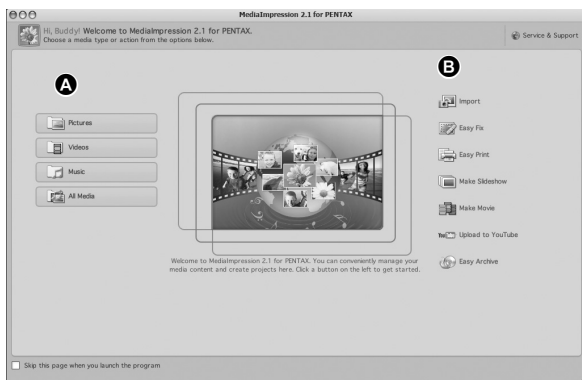 MediaImpression 2.1 for PENTAX
Hi, Buddy! Welcome to MediaImpression 2.1 for PENTAX.
Choose a media type or action from the options below.
Service & Support
A
Pictures
Videos
Music
All Media
B
Import
Easy Fix
Easy Print
Make Slideshow
Make Movie
Upload to YouTube
Easy Archive
Welcome to MediaImpression 2.1 for PENTAX. You can conveniently manage your
media content and create projects here. Click a button on the left to get started.
Skip this page when you launch the program